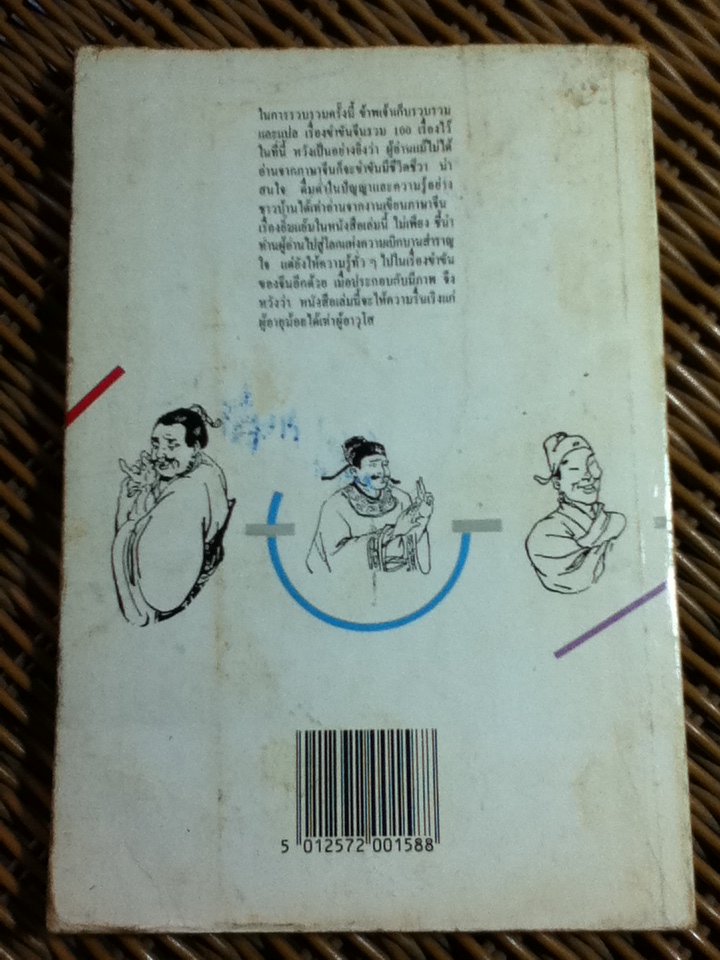 ในการรวบรวมครั้งนี้ ข้าพเจ้าเก็บรวบรวม
และแปล เรื่องขำขันจีนรวม 100 เรื่องไว้
ในที่นี้ หวังเป็นอย่างยิ่งว่า ผู้อ่านแม้ไม่ได้
อ่านจากภาษาจีนก็จะขำขันมีชีวิตชีวา น่า
สนใจ ดื่มด่ำในปัญญาและความรู้อย่าง
ชาวบ้านได้เท่าอ่านจากงานเขียนภาษาจีน
เรื่องยิ้มแย้มในหนังสือเล่มนี้ ไม่เพียง ชี้นำ
ท่านผู้อ่านไปสู่โลกแห่งความเบิกบานสำราญ
ใจ แต่ยังให้ความรู้ทั่ว ๆ ไปในเรื่องขำขัน
ของจีนอีกด้วย เมื่อประกอบกับมีภาพ จึง
หวังว่า หนังสือเล่มนี้จะให้ความรื่นเริงแก่
ผู้อายุน้อยได้เท่าผู้อาวุโส
5 012572 001588